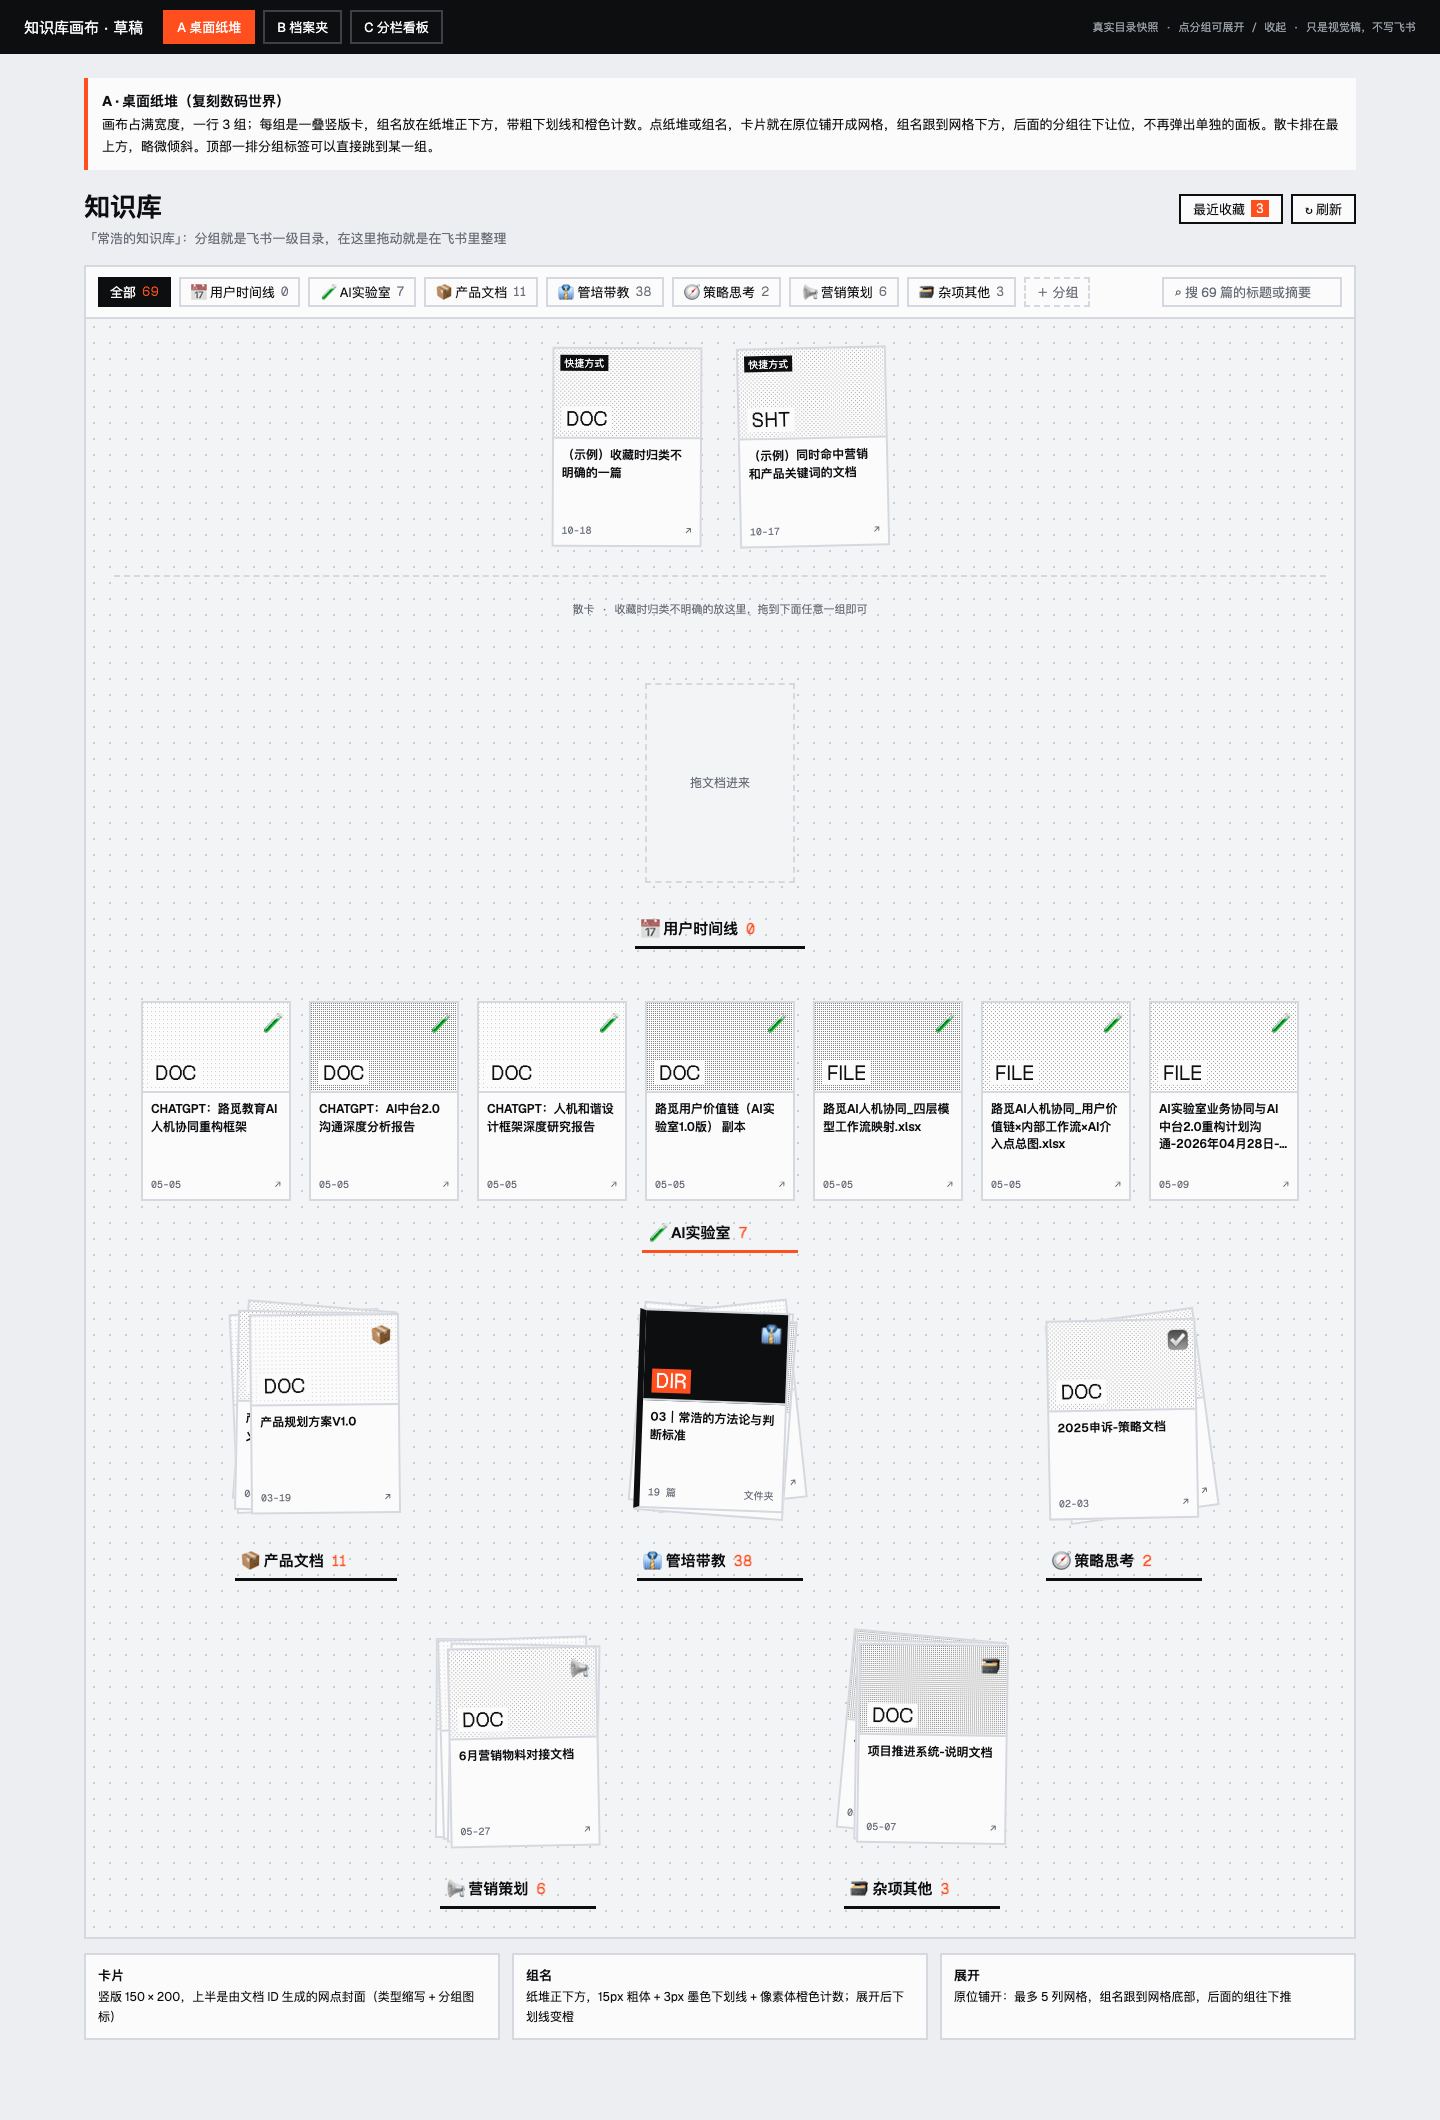 知识库画布 · 草稿
A 桌面纸堆
B 档案夹
C 分栏看板
真实目录快照 · 点分组可展开 / 收起 · 只是视觉稿，不写飞书
A · 桌面纸堆（复刻数码世界）
画布占满宽度，一行 3 组；每组是一叠竖版卡，组名放在纸堆正下方，带粗下划线和橙色计数。点纸堆或组名，卡片就在原位铺开成网格，组名跟到网格下方，后面的分组往下让位，不再弹出单独的面板。散卡排在最
上方，略微倾斜。顶部一排分组标签可以直接跳到某一组。
知识库
最近收藏 3
↻ 刷新
「常浩的知识库」：分组就是飞书一级目录，在这里拖动就是在飞书里整理
全部 69
用户时间线 0
AI实验室 7
产品文档 11
管培带教 38
策略思考 2
营销策划 6
杂项其他 3
＋ 分组
⌕ 搜 69 篇的标题或摘要
快捷方式
DOC
（示例）收藏时归类不
明确的一篇
10-18 ↗
快捷方式
SHT
（示例）同时命中营销
和产品关键词的文档
10-17 ↗
散卡 · 收藏时归类不明确的放这里，拖到下面任意一组即可
拖文档进来
用户时间线 0
DOC
CHATGPT：路觅教育AI
人机协同重构框架
05-05 ↗
DOC
CHATGPT：AI中台2.0
沟通深度分析报告
05-05 ↗
DOC
CHATGPT：人机和谐设
计框架深度研究报告
05-05 ↗
DOC
路觅用户价值链（AI实
验室1.0版） 副本
05-05 ↗
FILE
路觅AI人机协同_四层模
型工作流映射.xlsx
05-05 ↗
FILE
路觅AI人机协同_用户价
值链×内部工作流×AI介
入点总图.xlsx
05-05 ↗
FILE
AI实验室业务协同与AI
中台2.0重构计划沟
通-2026年04月28日-...
05-09 ↗
AI实验室 7
DOC
产品规划方案V1.0
03-19 ↗
产品文档 11
DIR
03｜常浩的方法论与判
断标准
19 篇 文件夹
↗
管培带教 38
DOC
2025申诉-策略文档
02-03 ↗
↗
策略思考 2
DOC
6月营销物料对接文档
05-27 ↗
营销策划 6
DOC
项目推进系统-说明文档
05-07 ↗
杂项其他 3
卡片
竖版 150 × 200，上半是由文档 ID 生成的网点封面（类型缩写 + 分组图
标）
组名
纸堆正下方，15px 粗体 + 3px 墨色下划线 + 像素体橙色计数；展开后下
划线变橙
展开
原位铺开：最多 5 列网格，组名跟到网格底部，后面的组往下推